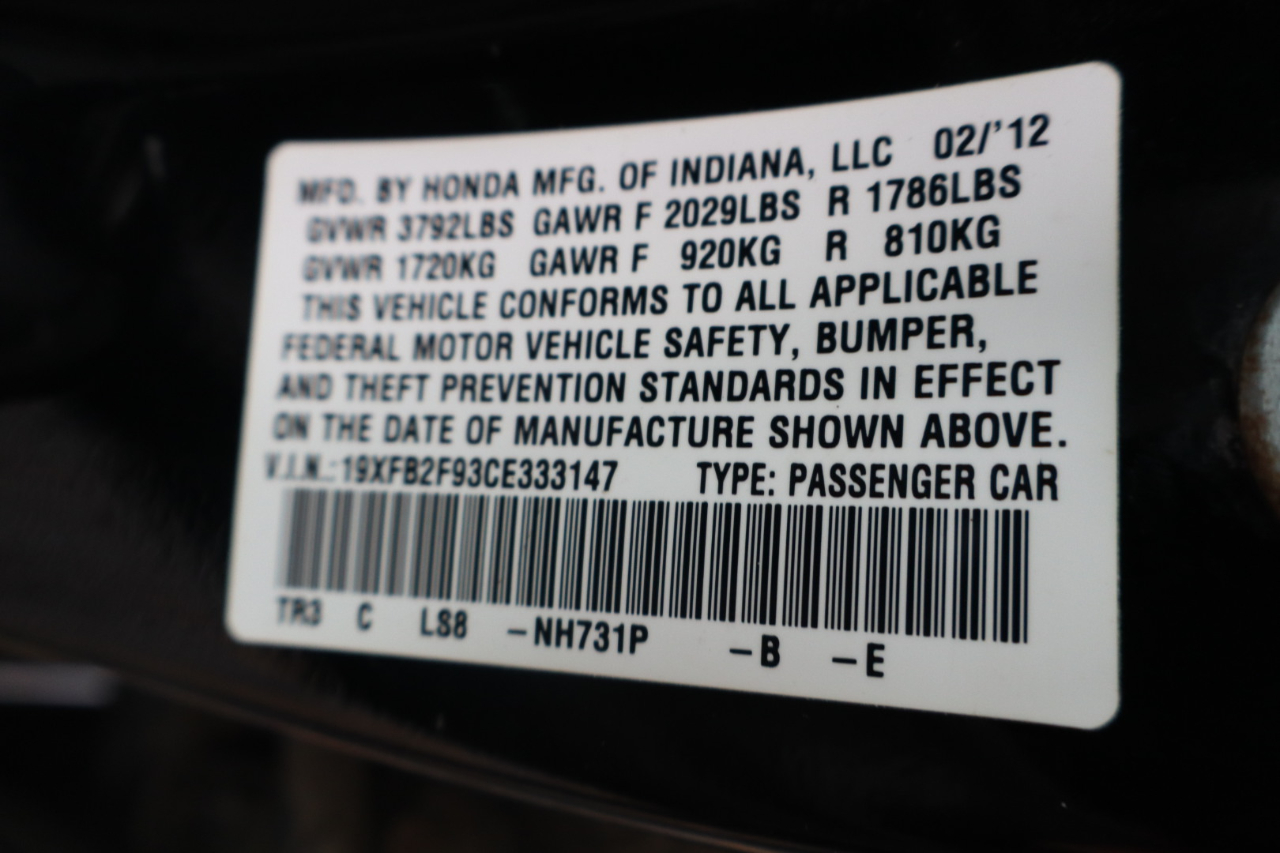 MFD. BY HONDA MFG. OF INDIANA, LLC 02/'12
GVWR 3792LBS GAWR F 2029LBS R 1786LBS
GVWR 1720KG GAWR F 920KG R 810KG
THIS VEHICLE CONFORMS TO ALL APPLICABLE
FEDERAL MOTOR VEHICLE SAFETY, BUMPER,
AND THEFT PREVENTION STANDARDS IN EFFECT
ON THE DATE OF MANUFACTURE SHOWN ABOVE.
V.I.N.: 19XFB2F93CE333147 TYPE: PASSENGER CAR
TR3 C LS8 -NH731P -B -E